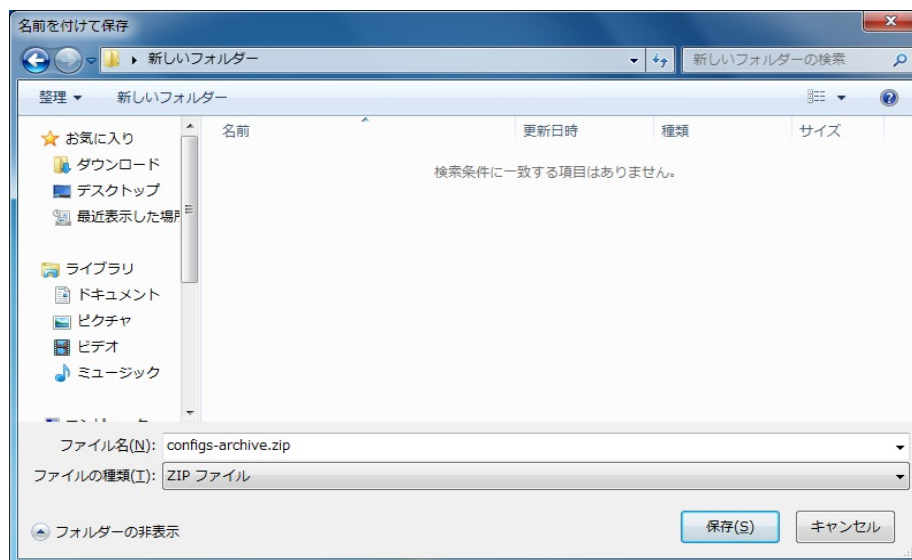 名前を付けて保存
新しいフォルダー
新しいフォルダーの検索
整理
新しいフォルダー
名前
更新日時
種類
サイズ
お気に入り
ダウンロード
デスクトップ
最近表示した場所
検索条件に一致する項目はありません。
ライブラリ
ドキュメント
ピクチャ
ビデオ
ミュージック
ファイル名(N): configs-archive.zip
ファイルの種類(T): ZIP ファイル
フォルダーの非表示
保存(S)
キャンセル